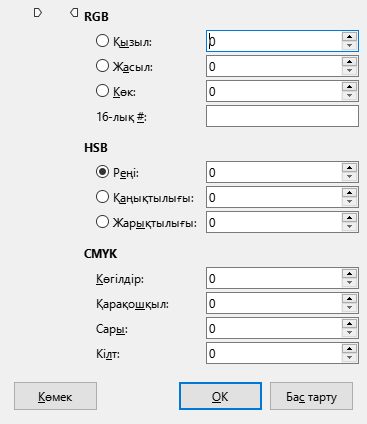 RGB
Қызыл: 0
Жасыл: 0
Көк: 0
16-лық #:
HSB
Реңі: 0
Қанықтылығы: 0
Жарықтылығы: 0
CMYK
Көгілдір: 0
Қарақошқыл: 0
Сары: 0
Кілт: 0
Көмек OK Бас тарту